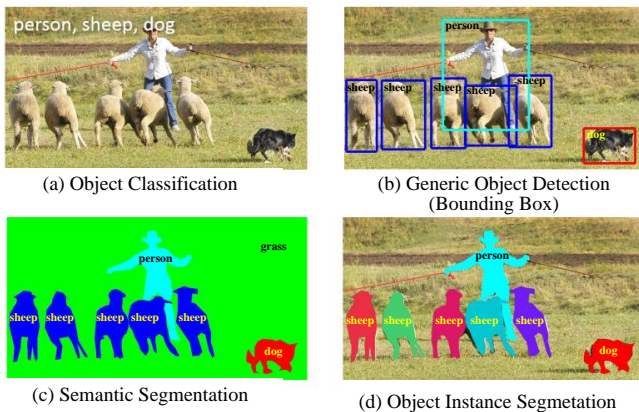 person, sheep, dog
person
sheep sheep sheep sheep sheep
dog
(a) Object Classification
(b) Generic Object Detection
(Bounding Box)
grass
person
sheep sheep sheep sheep sheep
dog
person
sheep sheep sheep sheep sheep
dog
(c) Semantic Segmentation
(d) Object Instance Segmetation